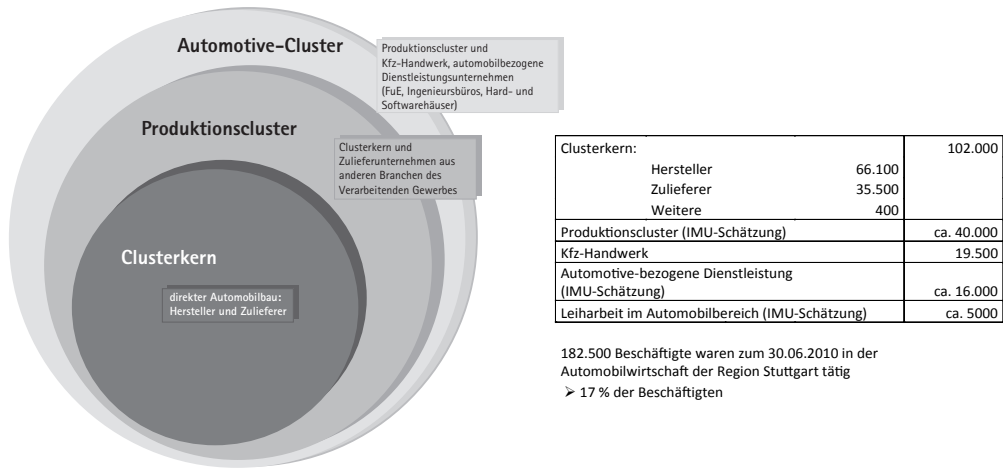 Automotive-Cluster
Produktionscluster und
Kfz-Handwerk, automobilbezogene
Dienstleistungsunternehmen
(FuE, Ingenieursbüros, Hard- und
Softwarehäuser)
Produktionscluster
Clusterkern und
Zulieferunternehmen aus
anderen Branchen des
Verarbeitenden Gewerbes
Clusterkern
direkter Automobilbau:
Hersteller und Zulieferer
Clusterkern: 102.000
Hersteller 66.100
Zulieferer 35.500
Weitere 400
Produktionscluster (IMU-Schätzung) ca. 40.000
Kfz-Handwerk 19.500
Automotive-bezogene Dienstleistung
(IMU-Schätzung) ca. 16.000
Leiharbeit im Automobilbereich (IMU-Schätzung) ca. 5000
182.500 Beschäftigte waren zum 30.06.2010 in der
Automobilwirtschaft der Region Stuttgart tätig
➢ 17 % der Beschäftigten